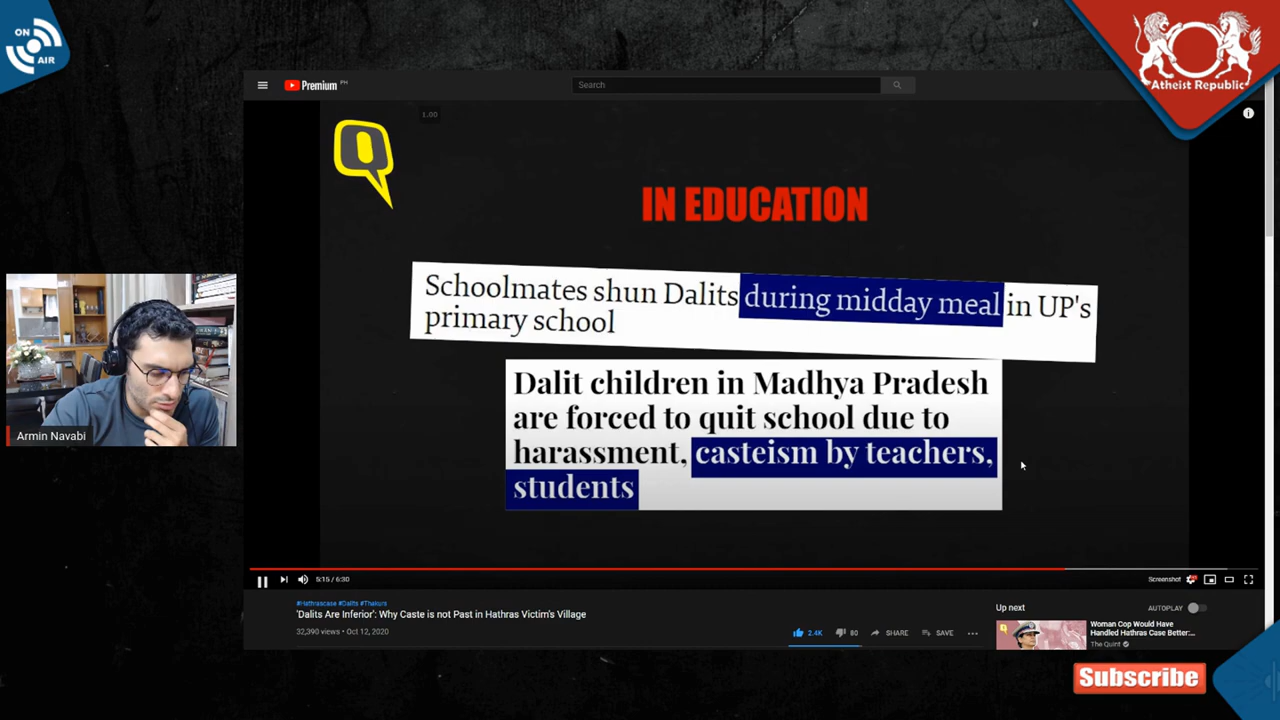 ON
AIR
Atheist Republic
Premium PH
Search
1.00
Q
IN EDUCATION
Schoolmates shun Dalits during midday meal in UP's
primary school
Dalit children in Madhya Pradesh
are forced to quit school due to
harassment, casteism by teachers,
students
Armin Navabi
5:15 / 6:30
Screenshot
#Hathrascase #Dalits #Thakurs
'Dalits Are Inferior': Why Caste is not Past in Hathras Victim's Village
32,390 views • Oct 12, 2020
2.4K
80
SHARE
SAVE
Up next
AUTOPLAY
Woman Cop Would Have
Handled Hathras Case Better:...
The Quint
Subscribe